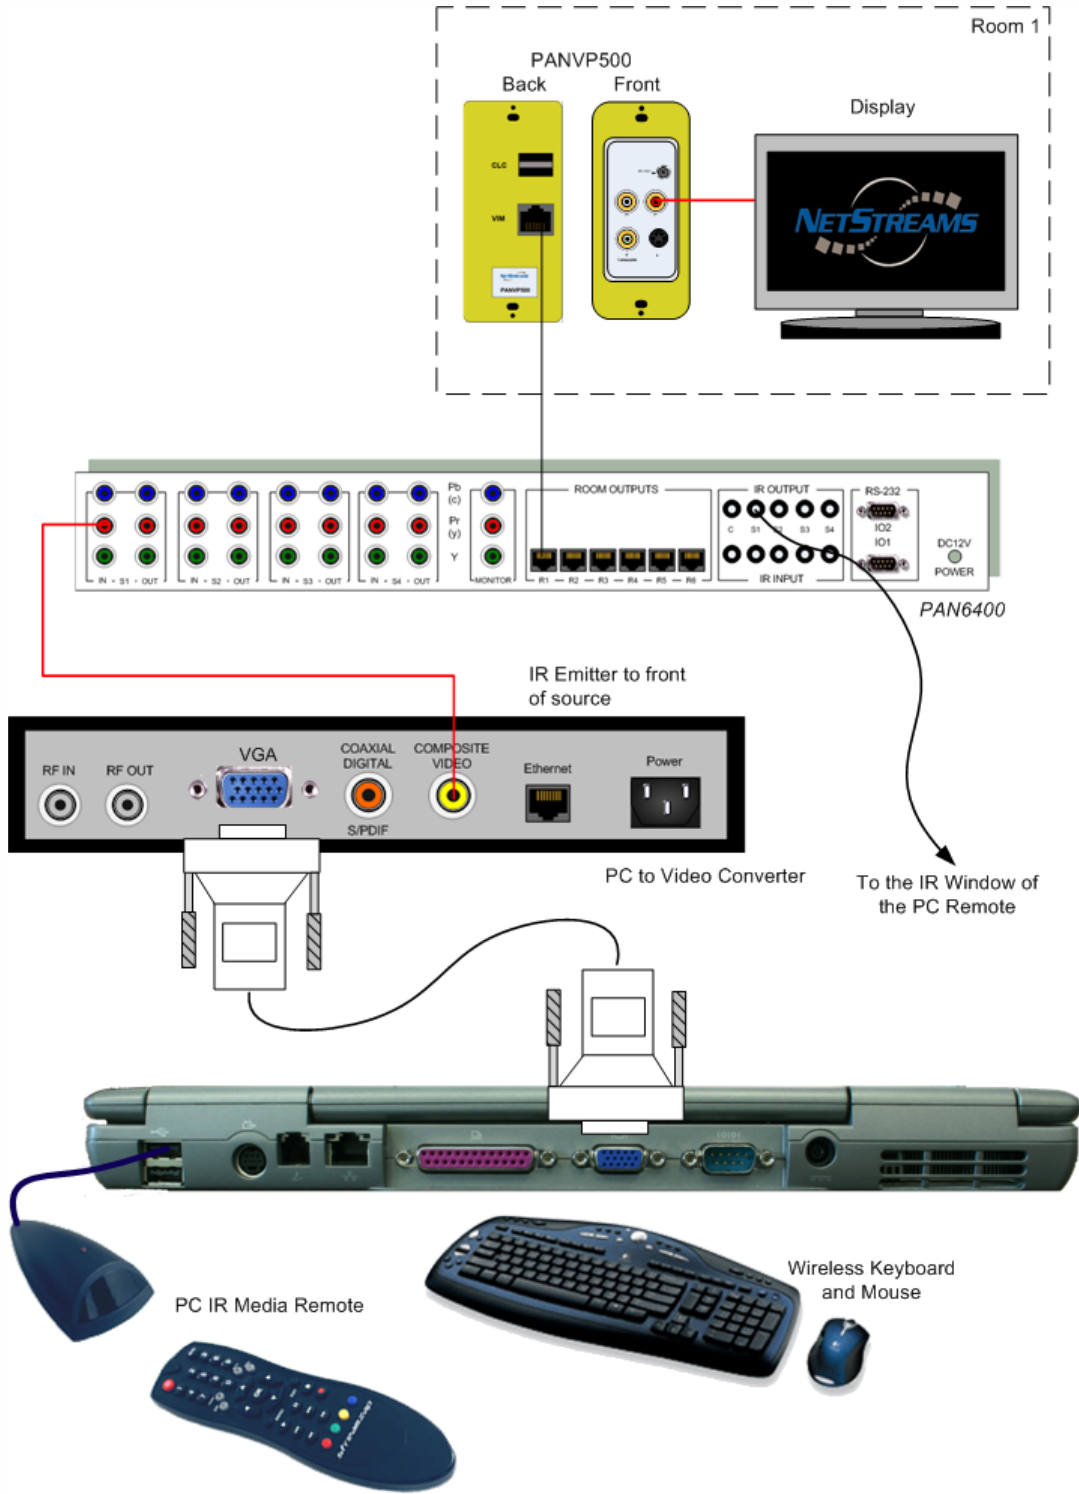 Room 1
PANVP500
Back
Front
Display
CLC
VIM
NETSTREAMS
NETSTREAMS
PANVP500
Pb
(c)
Pr
(y)
Y
IN - S1 - OUT
IN - S2 - OUT
IN - S3 - OUT
IN - S4 - OUT
MONITOR
ROOM OUTPUTS
R1 - R2 - R3 - R4 - R5 - R6
IR OUTPUT
C S1 S2 S3 S4
IR INPUT
RS-232
IO2
IO1
DC12V
POWER
PAN6400
IR Emitter to front
of source
RF IN
RF OUT
VGA
COAXIAL
DIGITAL
S/PDIF
COMPOSITE
VIDEO
Ethernet
Power
PC to Video Converter
To the IR Window of
the PC Remote
IOIOI
PC IR Media Remote
Wireless Keyboard
and Mouse